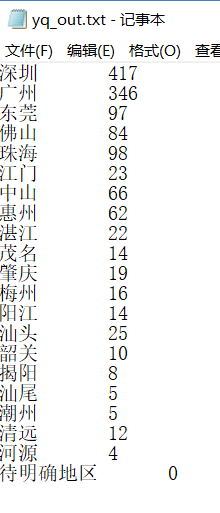 yq_out.txt - 记事本
文件(F) 编辑(E) 格式(O) 查看
深圳 417
广州 346
东莞 97
佛山 84
珠海 98
江门 23
中山 66
惠州 62
湛江 22
茂名 14
肇庆 19
梅州 16
阳江 14
汕头 25
韶关 10
揭阳 8
汕尾 5
潮州 5
清远 12
河源 4
待明确地区 0